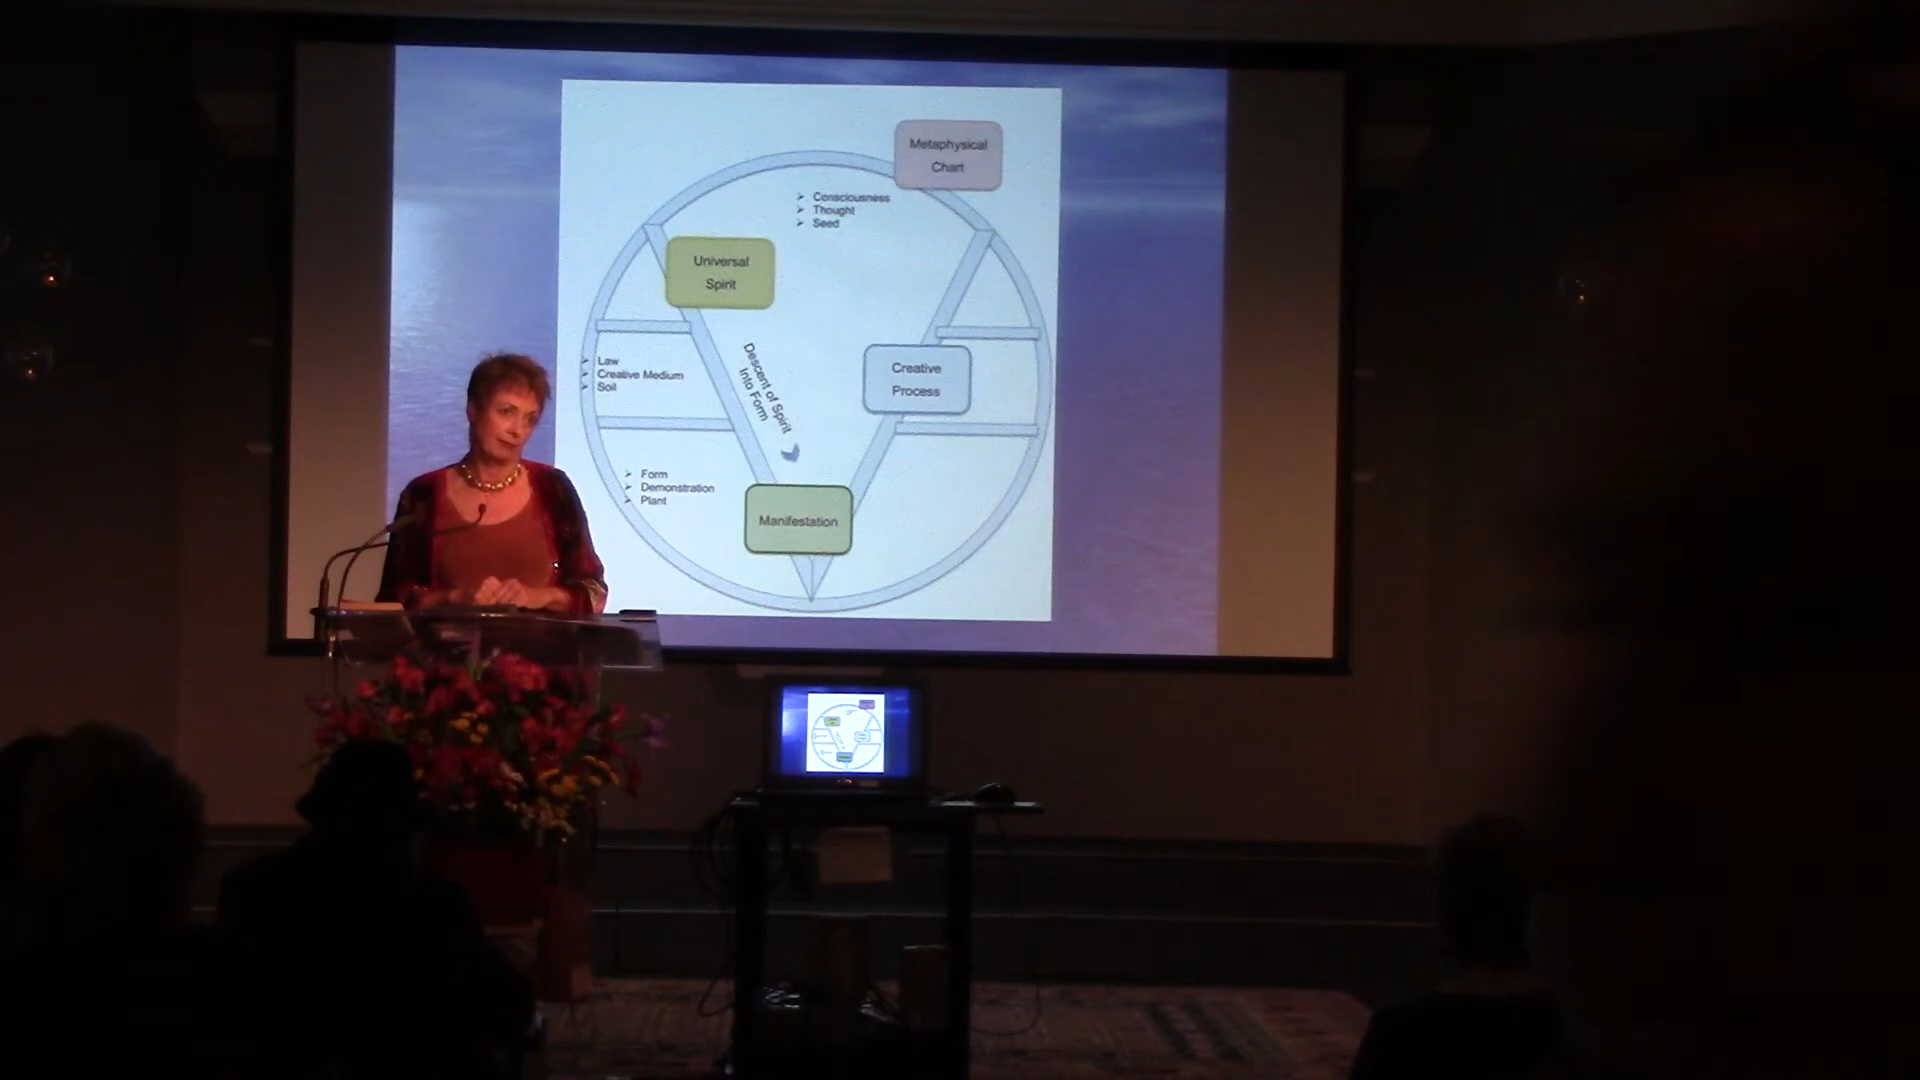 Metaphysical
Chart
Consciousness
Thought
Seed
Universal
Spirit
Law
Creative Medium
Soil
Descent of Spirit
Into Form
Creative
Process
Form
Demonstration
Plant
Manifestation